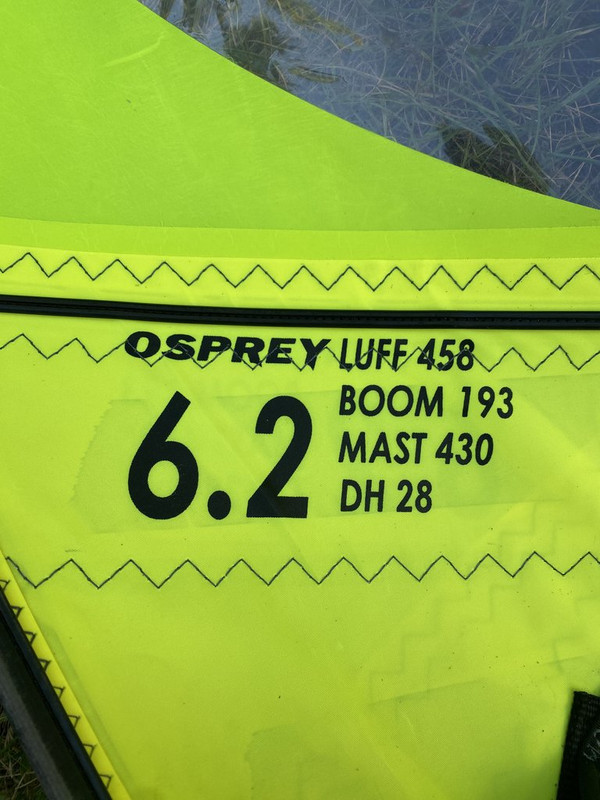 OSPREY LUFF 458
6.2 BOOM 193
MAST 430
DH 28